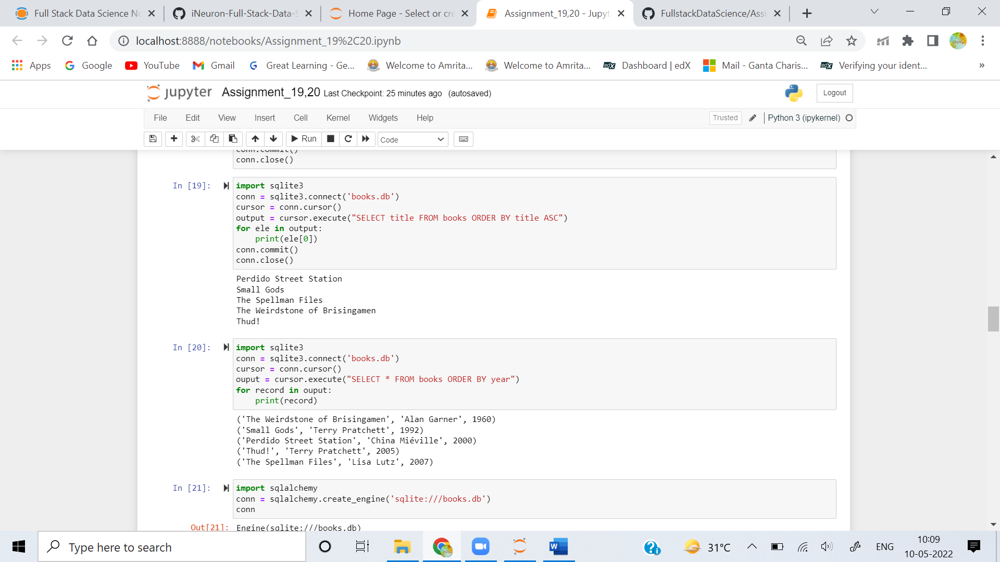 Full Stack Data Science No
iNeuron-Full-Stack-Data-S
Home Page - Select or cre
Assignment_19,20 - Jupyt
FullstackDataScience/Assi
localhost:8888/notebooks/Assignment_19%2C20.ipynb
Apps
Google
YouTube
Gmail
Great Learning - Ge...
Welcome to Amrita...
Welcome to Amrita...
edX Dashboard | edX
Mail - Ganta Charis...
edX Verifying your ident...
»
jupyter Assignment_19,20 Last Checkpoint: 25 minutes ago (autosaved)
Logout
File Edit View Insert Cell Kernel Widgets Help
Trusted Python 3 (ipykernel)
Run Code
conn.commit()
conn.close()
In [19]: import sqlite3
conn = sqlite3.connect('books.db')
cursor = conn.cursor()
output = cursor.execute("SELECT title FROM books ORDER BY title ASC")
for ele in output:
    print(ele[0])
conn.commit()
conn.close()
Perdido Street Station
Small Gods
The Spellman Files
The Weirdstone of Brisingamen
Thud!
In [20]: import sqlite3
conn = sqlite3.connect('books.db')
cursor = conn.cursor()
ouput = cursor.execute("SELECT * FROM books ORDER BY year")
for record in ouput:
    print(record)
('The Weirdstone of Brisingamen', 'Alan Garner', 1960)
('Small Gods', 'Terry Pratchett', 1992)
('Perdido Street Station', 'China Miéville', 2000)
('Thud!', 'Terry Pratchett', 2005)
('The Spellman Files', 'Lisa Lutz', 2007)
In [21]: import sqlalchemy
conn = sqlalchemy.create_engine('sqlite:///books.db')
conn
Out[21]: Engine(sqlite:///books.db)
Type here to search
31°C
ENG
10:09
10-05-2022